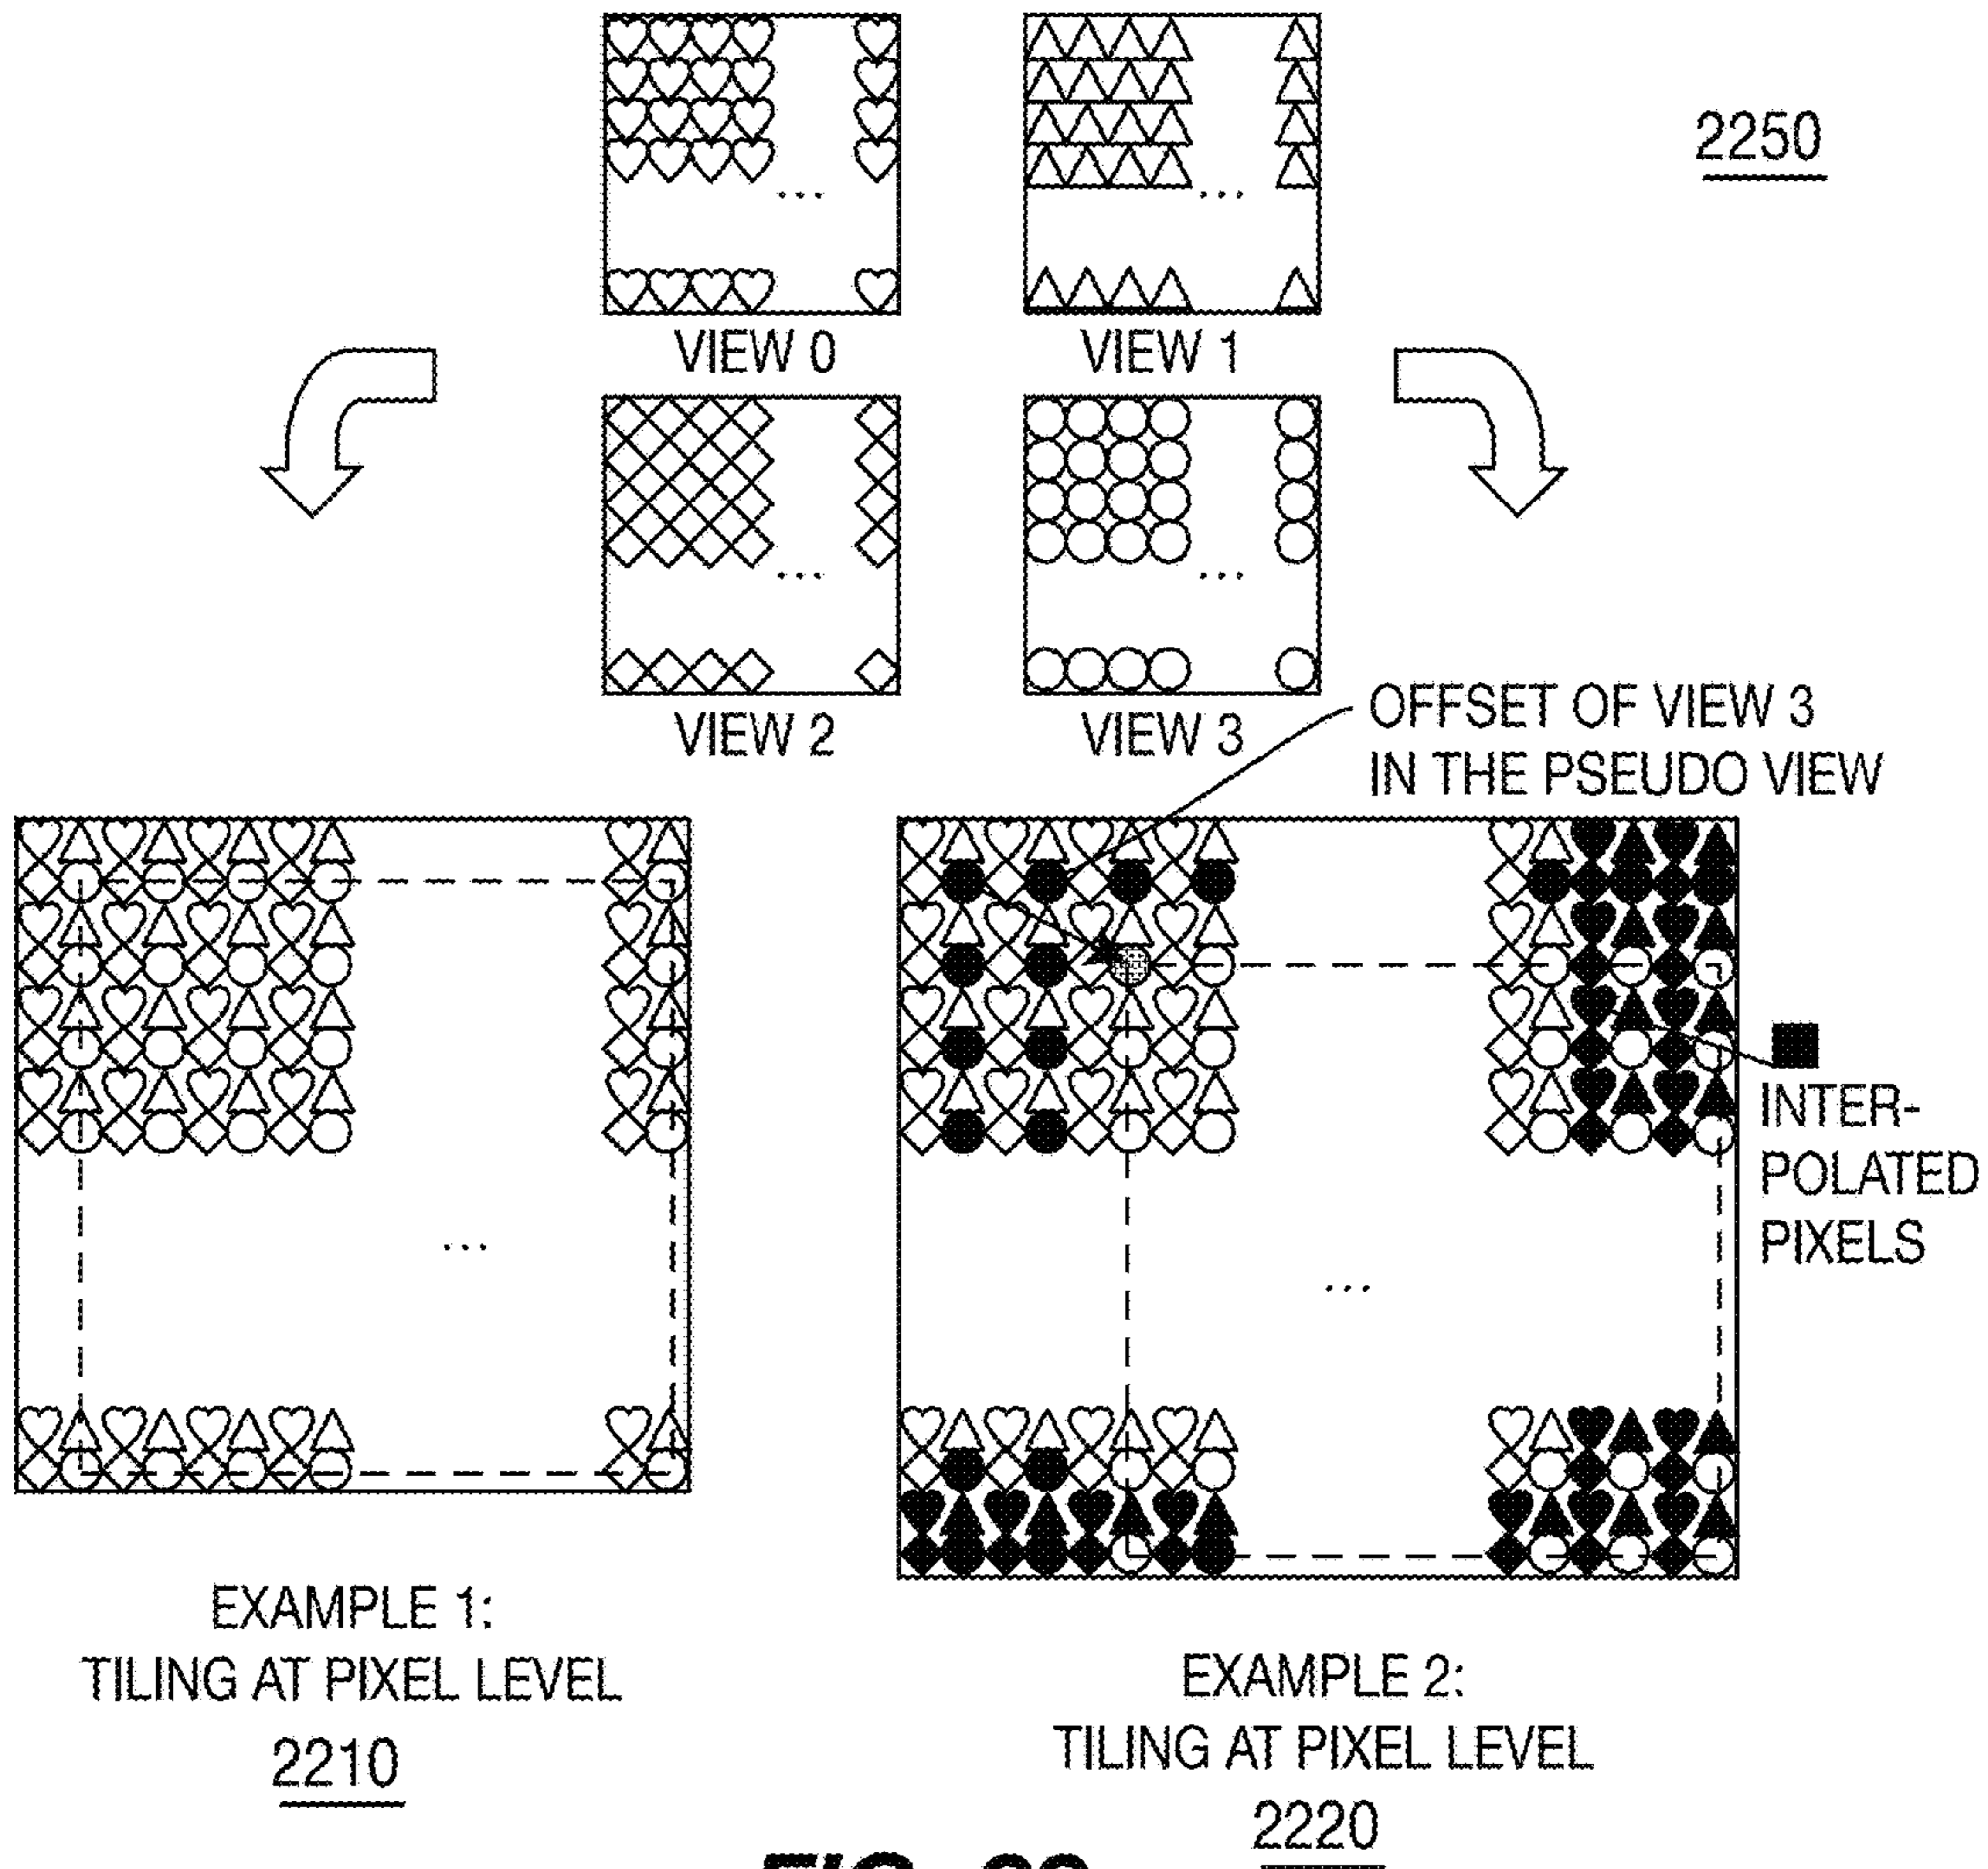 2250
VIEW 0
VIEW 1
VIEW 2
VIEW 3
OFFSET OF VIEW 3
IN THE PSEUDO VIEW
INTER-
POLATED
PIXELS
EXAMPLE 1:
TILING AT PIXEL LEVEL
2210
EXAMPLE 2:
TILING AT PIXEL LEVEL
2220